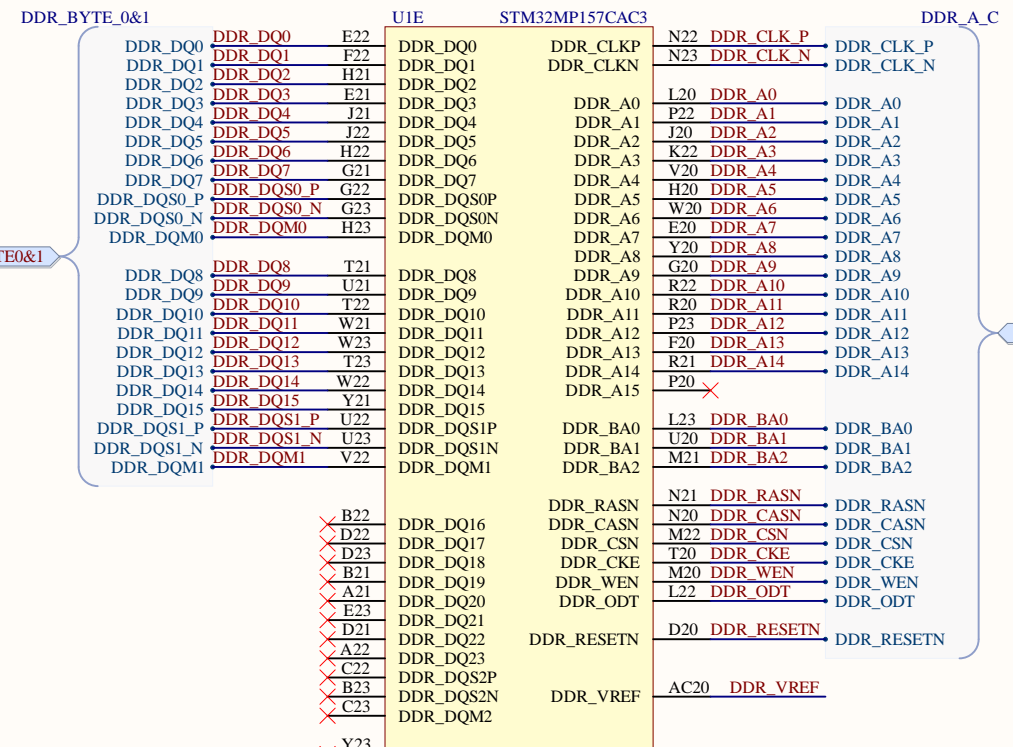 DDR_BYTE_0&1 U1E STM32MP157CAC3 DDR_A_C
DDR_DQ0 DDR_DQ0 E22 DDR_DQ0 DDR_CLKP N22 DDR_CLK_P DDR_CLK_P
DDR_DQ1 DDR_DQ1 F22 DDR_DQ1 DDR_CLKN N23 DDR_CLK_N DDR_CLK_N
DDR_DQ2 DDR_DQ2 H21 DDR_DQ2
DDR_DQ3 DDR_DQ3 E21 DDR_DQ3 DDR_A0 L20 DDR_A0 DDR_A0
DDR_DQ4 DDR_DQ4 J21 DDR_DQ4 DDR_A1 P22 DDR_A1 DDR_A1
DDR_DQ5 DDR_DQ5 J22 DDR_DQ5 DDR_A2 J20 DDR_A2 DDR_A2
DDR_DQ6 DDR_DQ6 H22 DDR_DQ6 DDR_A3 K22 DDR_A3 DDR_A3
DDR_DQ7 DDR_DQ7 G21 DDR_DQ7 DDR_A4 V20 DDR_A4 DDR_A4
DDR_DQS0_P DDR_DQS0_P G22 DDR_DQS0P DDR_A5 H20 DDR_A5 DDR_A5
DDR_DQS0_N DDR_DQS0_N G23 DDR_DQS0N DDR_A6 W20 DDR_A6 DDR_A6
DDR_DQM0 DDR_DQM0 H23 DDR_DQM0 DDR_A7 E20 DDR_A7 DDR_A7
TE0&1 DDR_A8 Y20 DDR_A8 DDR_A8
DDR_DQ8 DDR_DQ8 T21 DDR_DQ8 DDR_A9 G20 DDR_A9 DDR_A9
DDR_DQ9 DDR_DQ9 U21 DDR_DQ9 DDR_A10 R22 DDR_A10 DDR_A10
DDR_DQ10 DDR_DQ10 T22 DDR_DQ10 DDR_A11 R20 DDR_A11 DDR_A11
DDR_DQ11 DDR_DQ11 W21 DDR_DQ11 DDR_A12 P23 DDR_A12 DDR_A12
DDR_DQ12 DDR_DQ12 W23 DDR_DQ12 DDR_A13 F20 DDR_A13 DDR_A13
DDR_DQ13 DDR_DQ13 T23 DDR_DQ13 DDR_A14 R21 DDR_A14 DDR_A14
DDR_DQ14 DDR_DQ14 W22 DDR_DQ14 DDR_A15 P20
DDR_DQ15 DDR_DQ15 Y21 DDR_DQ15
DDR_DQS1_P DDR_DQS1_P U22 DDR_DQS1P DDR_BA0 L23 DDR_BA0 DDR_BA0
DDR_DQS1_N DDR_DQS1_N U23 DDR_DQS1N DDR_BA1 U20 DDR_BA1 DDR_BA1
DDR_DQM1 DDR_DQM1 V22 DDR_DQM1 DDR_BA2 M21 DDR_BA2 DDR_BA2
DDR_RASN N21 DDR_RASN DDR_RASN
B22 DDR_DQ16 DDR_CASN N20 DDR_CASN DDR_CASN
D22 DDR_DQ17 DDR_CSN M22 DDR_CSN DDR_CSN
D23 DDR_DQ18 DDR_CKE T20 DDR_CKE DDR_CKE
B21 DDR_DQ19 DDR_WEN M20 DDR_WEN DDR_WEN
A21 DDR_DQ20 DDR_ODT L22 DDR_ODT DDR_ODT
E23 DDR_DQ21
D21 DDR_DQ22 DDR_RESETN D20 DDR_RESETN DDR_RESETN
A22 DDR_DQ23
C22 DDR_DQS2P
B23 DDR_DQS2N DDR_VREF AC20 DDR_VREF
C23 DDR_DQM2
Y23